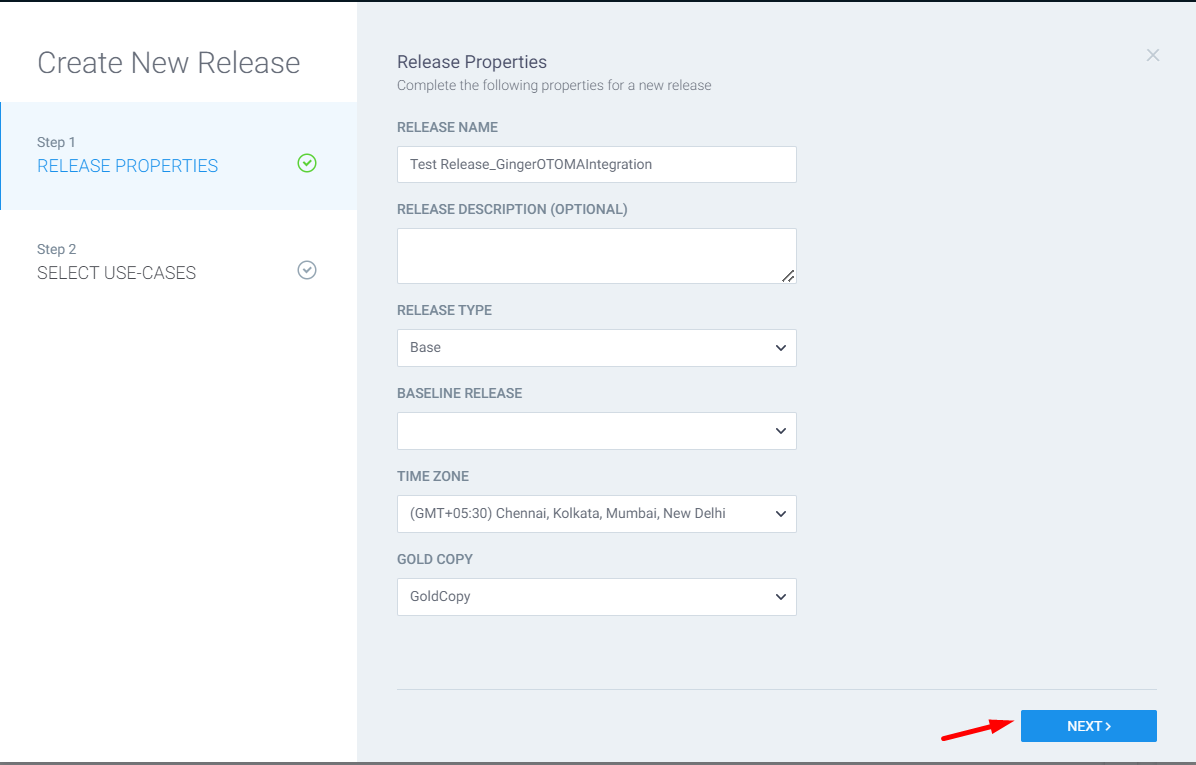 Create New Release
Step 1
RELEASE PROPERTIES
Step 2
SELECT USE-CASES
Release Properties
Complete the following properties for a new release
RELEASE NAME
Test Release_GingerOTOMAIntegration
RELEASE DESCRIPTION (OPTIONAL)
RELEASE TYPE
Base
BASELINE RELEASE
TIME ZONE
(GMT+05:30) Chennai, Kolkata, Mumbai, New Delhi
GOLD COPY
GoldCopy
NEXT >